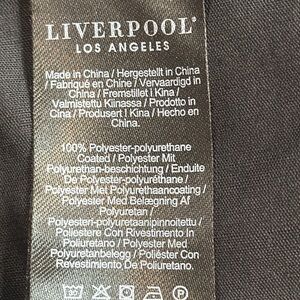 LIVERPOOL®
LOS ANGELES
Made in China / Hergestellt in China
/ Fabriqué en Chine / Vervaardigd in
China / Fremstillet i Kina /
Valmistettu Kiinassa / Prodotto in
Cina / Produsert I Kina / Hecho en
China.
100% Polyester-polyurethane
Coated / Polyester Mit
Polyurethan-beschichtung / Enduite
De Polyester-polyuréthane /
Polyester Met Polyurethaancoating /
Polyester Med Belægning Af
Polyuretan /
Polyesteri-polyuretaanipinnoitettu /
Poliestere Con Rivestimento In
Poliuretano / Polyester Med
Polyuretanbelegg / Poliéster Con
Revestimiento De Poliuretano.